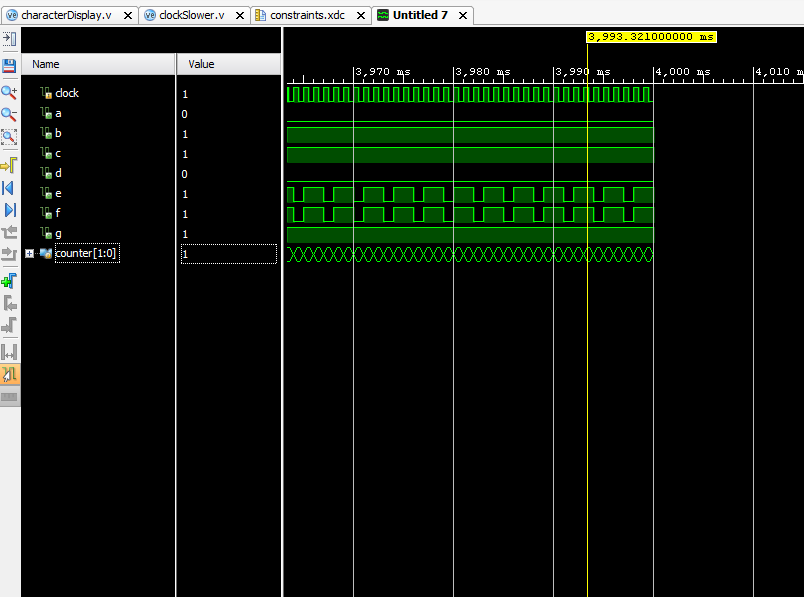 characterDisplay.v clockSlower.v constraints.xdc Untitled 7
3,993.321000000 ms
Name Value
3,970 ms 3,980 ms 3,990 ms 4,000 ms 4,010 m
clock 1
a 0
b 1
c 1
d 0
e 1
f 1
g 1
counter[1:0] 1